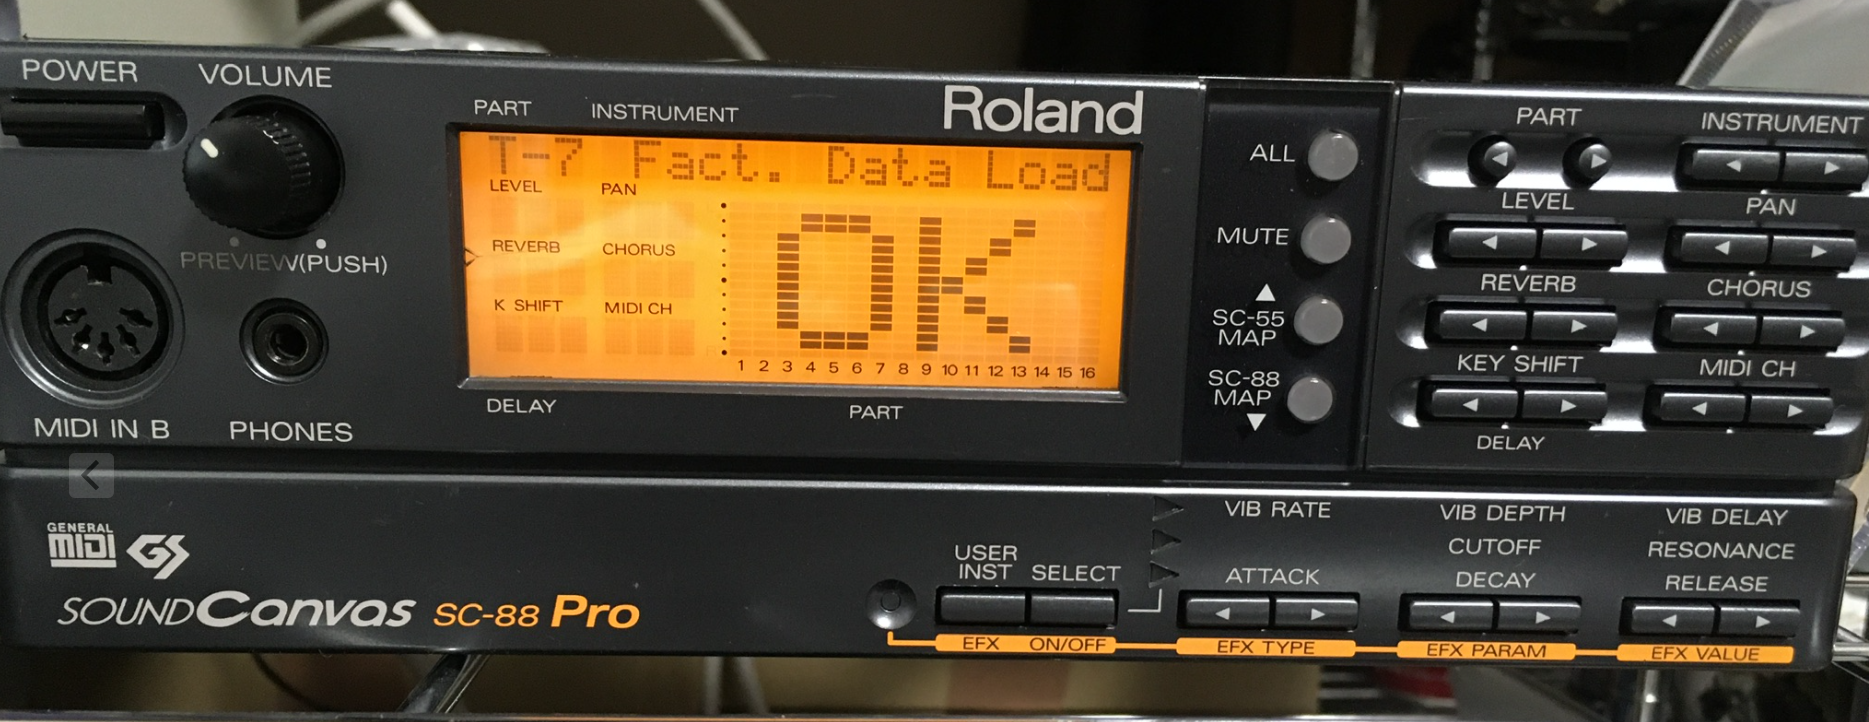 POWER
VOLUME
PREVIEW(PUSH)
MIDI IN B
PHONES
PART INSTRUMENT
Roland
T-7 Fact. Data Load
LEVEL PAN
REVERB CHORUS
K SHIFT MIDI CH
OK
1 2 3 4 5 6 7 8 9 10 11 12 13 14 15 16
DELAY
PART
ALL
MUTE
SC-55
MAP
SC-88
MAP
PART INSTRUMENT
LEVEL PAN
REVERB CHORUS
KEY SHIFT MIDI CH
DELAY
GENERAL
MIDI GS
SOUND Canvas SC-88 Pro
USER
INST SELECT
EFX ON/OFF
VIB RATE VIB DEPTH VIB DELAY
CUTOFF RESONANCE
ATTACK DECAY RELEASE
EFX TYPE EFX PARAM EFX VALUE